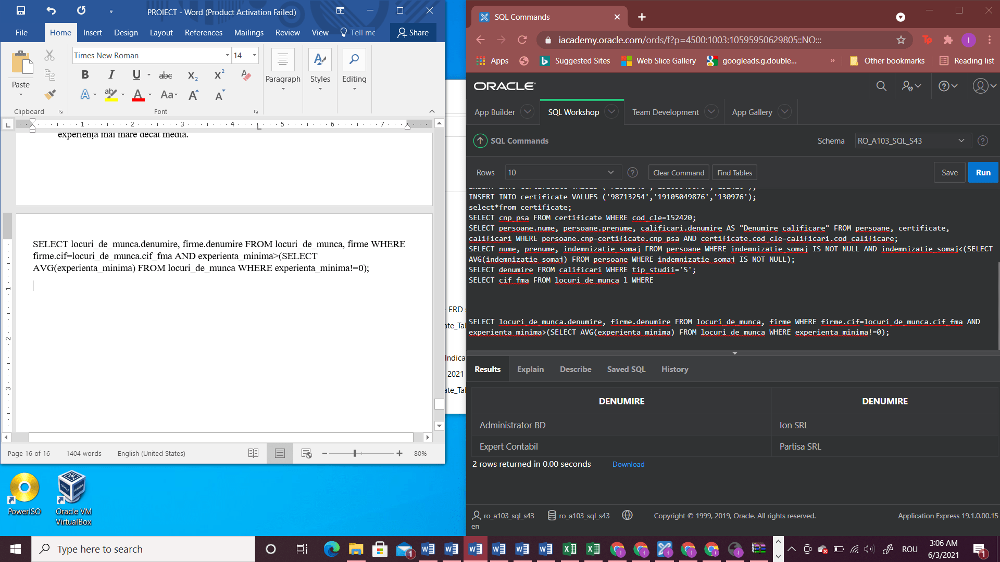 PROIECT - Word (Product Activation Failed)
File Home Insert Design Layout References Mailings Review View Tell me Share
Times New Roman 14
Paste
B I U abc X₂ X²
A Aa A A
Paragraph Styles Editing
Clipboard Font
1 2 3 4 5 6 7
experiența mai mare decât media.
SELECT locuri_de_munca.denumire, firme.denumire FROM locuri_de_munca, firme WHERE
firme.cif=locuri_de_munca.cif_fma AND experienta_minima>(SELECT
AVG(experienta_minima) FROM locuri_de_munca WHERE experienta_minima!=0);
1
2
3
Page 16 of 16 1404 words English (United States) 80%
ERD
ate_Tab
Indica
2021
ate_Tab
PowerISO
Oracle VM
VirtualBox
SQL Commands
iacademy.oracle.com/ords/f?p=4500:1003:10595950629805::NO:::
Apps Suggested Sites Web Slice Gallery googleads.g.double... » Other bookmarks Reading list
ORACLE
App Builder SQL Workshop Team Development App Gallery
SQL Commands Schema RO_A103_SQL_S43
Rows 10 Clear Command Find Tables Save Run
INSERT INTO certificate VALUES ('98713254','19105049876','130976');
select*from certificate;
SELECT cnp_psa FROM certificate WHERE cod_cle=152420;
SELECT persoane.nume, persoane.prenume, calificari.denumire AS "Denumire calificare" FROM persoane, certificate,
calificari WHERE persoane.cnp=certificate.cnp_psa AND certificate.cod_cle=calificari.cod_calificare;
SELECT nume, prenume, indemnizatie_somaj FROM persoane WHERE indemnizatie_somaj IS NOT NULL AND indemnizatie_somaj<(SELECT
AVG(indemnizatie_somaj) FROM persoane WHERE indemnizatie_somaj IS NOT NULL);
SELECT denumire FROM calificari WHERE tip_studii='S';
SELECT cif_fma FROM locuri_de_munca l WHERE
SELECT locuri_de_munca.denumire, firme.denumire FROM locuri_de_munca, firme WHERE firme.cif=locuri_de_munca.cif_fma AND
experienta_minima>(SELECT AVG(experienta_minima) FROM locuri_de_munca WHERE experienta_minima!=0);
Results Explain Describe Saved SQL History
DENUMIRE DENUMIRE
Administrator BD Ion SRL
Expert Contabil Partisa SRL
2 rows returned in 0.00 seconds Download
ro_a103_sql_s43 ro_a103_sql_s43 Copyright © 1999, 2019, Oracle. All rights reserved. Application Express 19.1.0.00.15
en
Type here to search
1
ROU
3:06 AM
6/3/2021
1